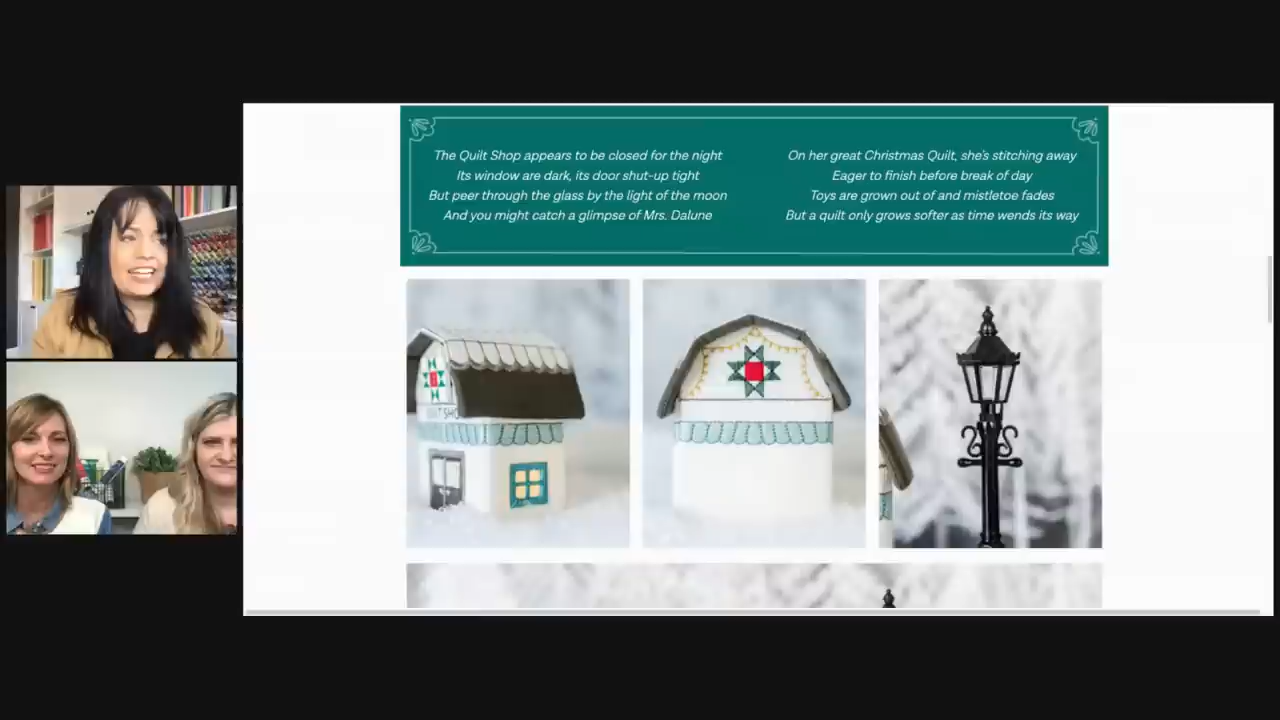 The Quilt Shop appears to be closed for the night
Its window are dark, its door shut-up tight
But peer through the glass by the light of the moon
And you might catch a glimpse of Mrs. Dalune
On her great Christmas Quilt, she's stitching away
Eager to finish before break of day
Toys are grown out of and mistletoe fades
But a quilt only grows softer as time wends its way